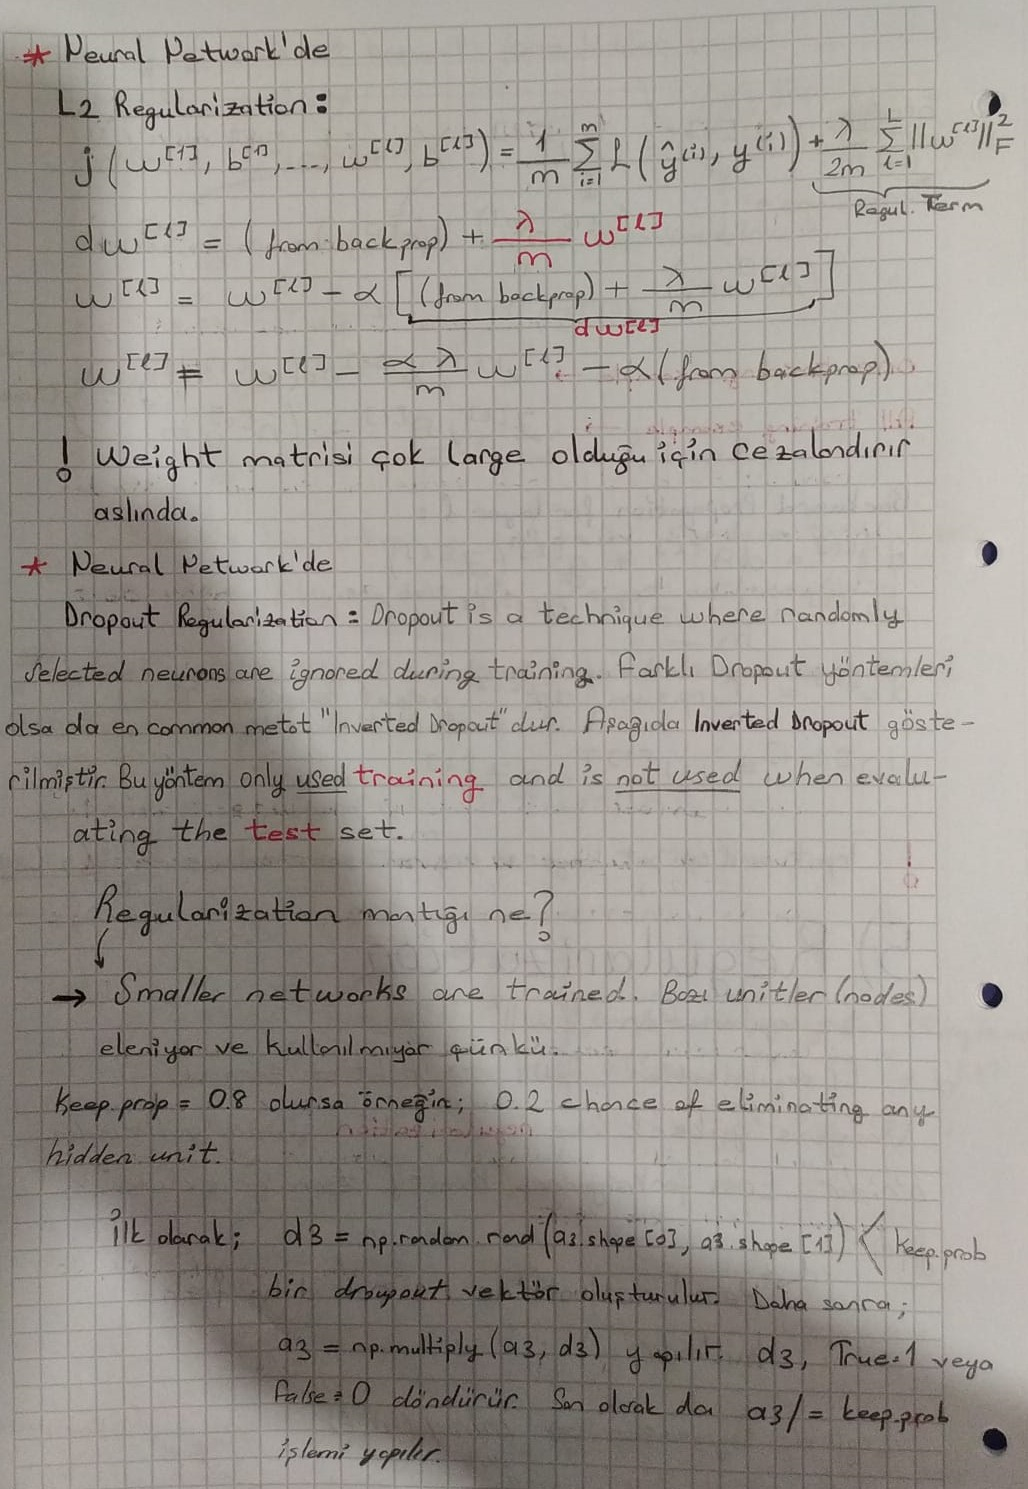 * Neural Network'de
L2 Regularization:
j(w^[1], b^[1], ..., w^[l], b^[l]) = 1/m Σ_{i=1}^{m} L(ŷ^(i), y^(i)) + λ/2m Σ_{l=1}^{L} ||w^[l]||²_F
Regul. Term
dw^[l] = (from backprop) + λ/m w^[l]
w^[l] = w^[l] - α [(from backprop) + λ/m w^[l]]
dw[l]
w^[l] = w^[l] - αλ/m w^[l] - α(from backprop)
! Weight matrisi çok large olduğu için cezalandırır
aslında.
* Neural Network'de
Dropout Regularization: Dropout is a technique where randomly
selected neurons are ignored during training. Farklı Dropout yöntemleri
olsa da en common metot "Inverted Dropout"dur. Aşağıda Inverted Dropout göste-
rilmiştir. Bu yöntem only used training and is not used when evalu-
ating the test set.
Regularization mantığı ne?
→ Smaller networks are trained. Bazı unitler (nodes)
eleniyor ve kullanılmıyor çünkü.
Keep.prop = 0.8 olursa örneğin; 0.2 chance of eliminating any
hidden unit.
ilk olarak; d3 = np.random.rand(a3.shape[0], a3.shape[1]) < keep.prob
bir droupout vektör oluşturulur. Daha sonra;
a3 = np.multiply(a3, d3) yapılır. d3, True=1 veya
False=0 döndürür. Son olarak da a3 /= keep.prob
işlemi yapılır.